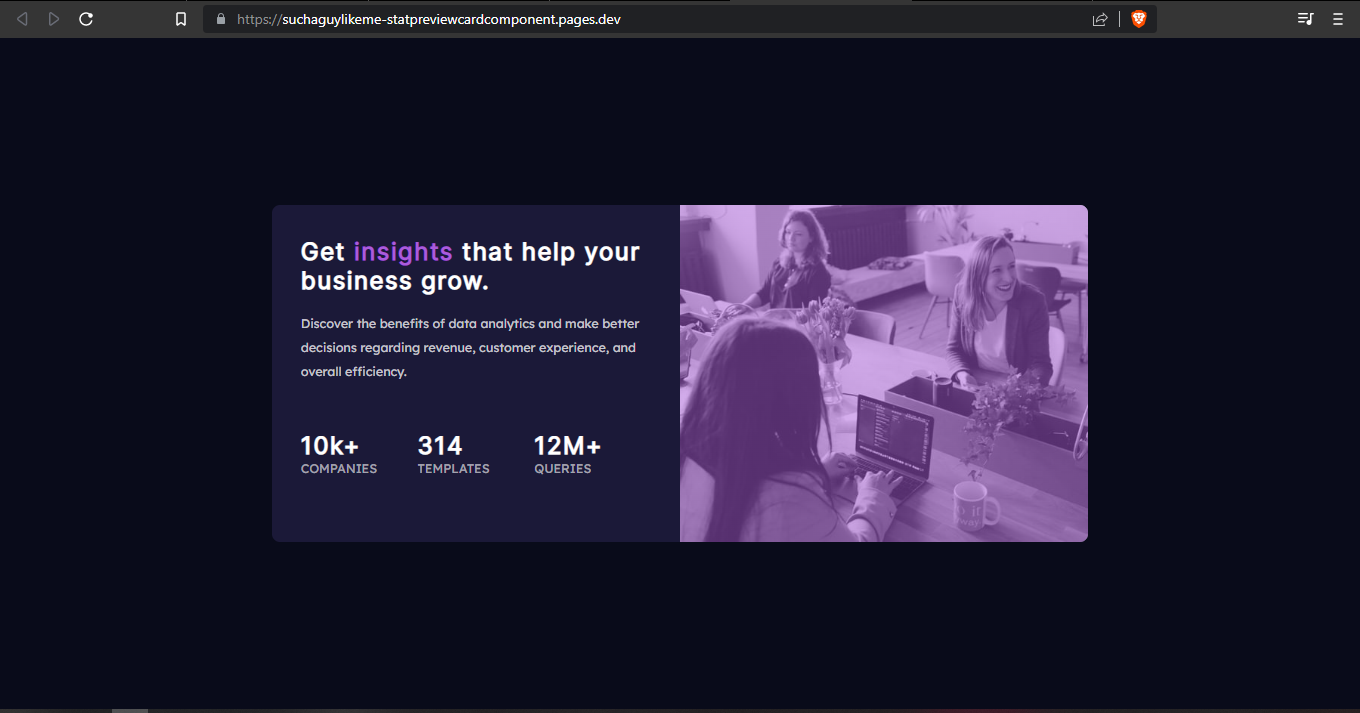 https://suchaguylikeme-statpreviewcardcomponent.pages.dev
Get insights that help your
business grow.
Discover the benefits of data analytics and make better
decisions regarding revenue, customer experience, and
overall efficiency.
10k+ 314 12M+
COMPANIES TEMPLATES QUERIES